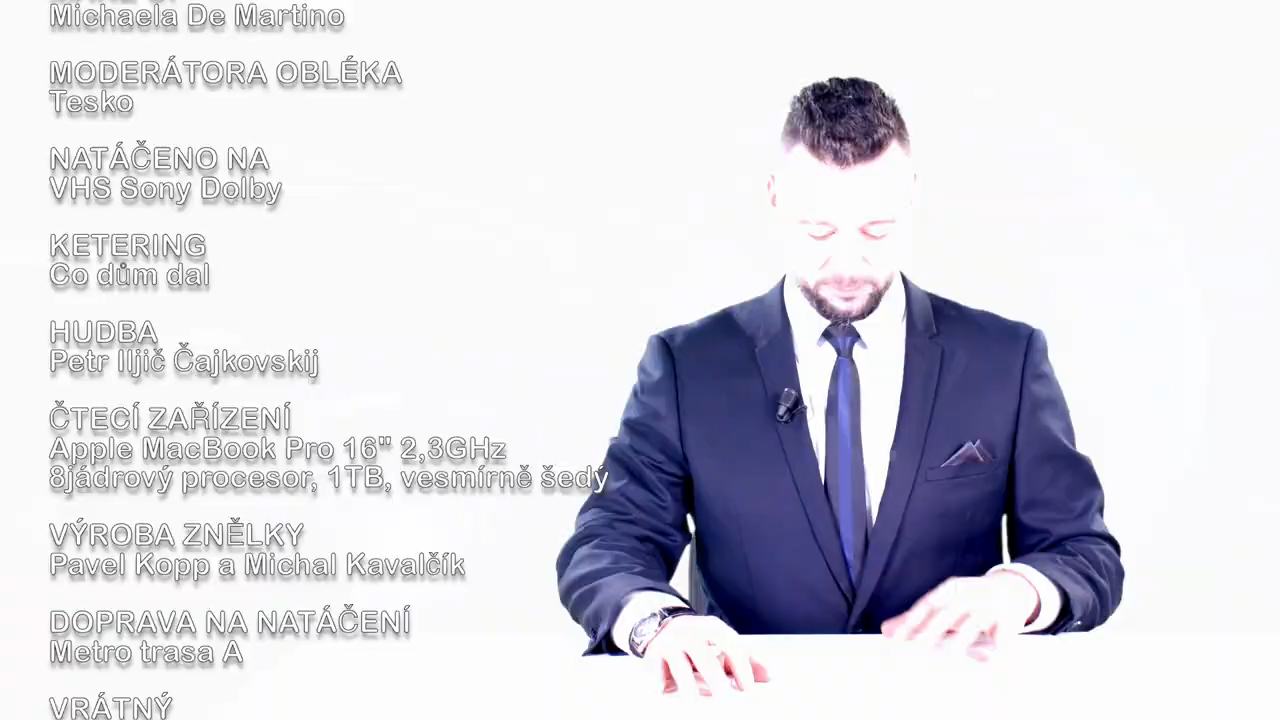 Michaela De Martino
MODERÁTORA OBLÉKA
Tesko
NATÁČENO NA
VHS Sony Dolby
KETERING
Co dům dal
HUDBA
Petr Iljič Čajkovskij
ČTECÍ ZAŘÍZENÍ
Apple MacBook Pro 16" 2,3GHz
8jádrový procesor, 1TB, vesmírně šedý
VÝROBA ZNĚLKY
Pavel Kopp a Michal Kavalčík
DOPRAVA NA NATÁČENÍ
Metro trasa A
VRÁTNÝ